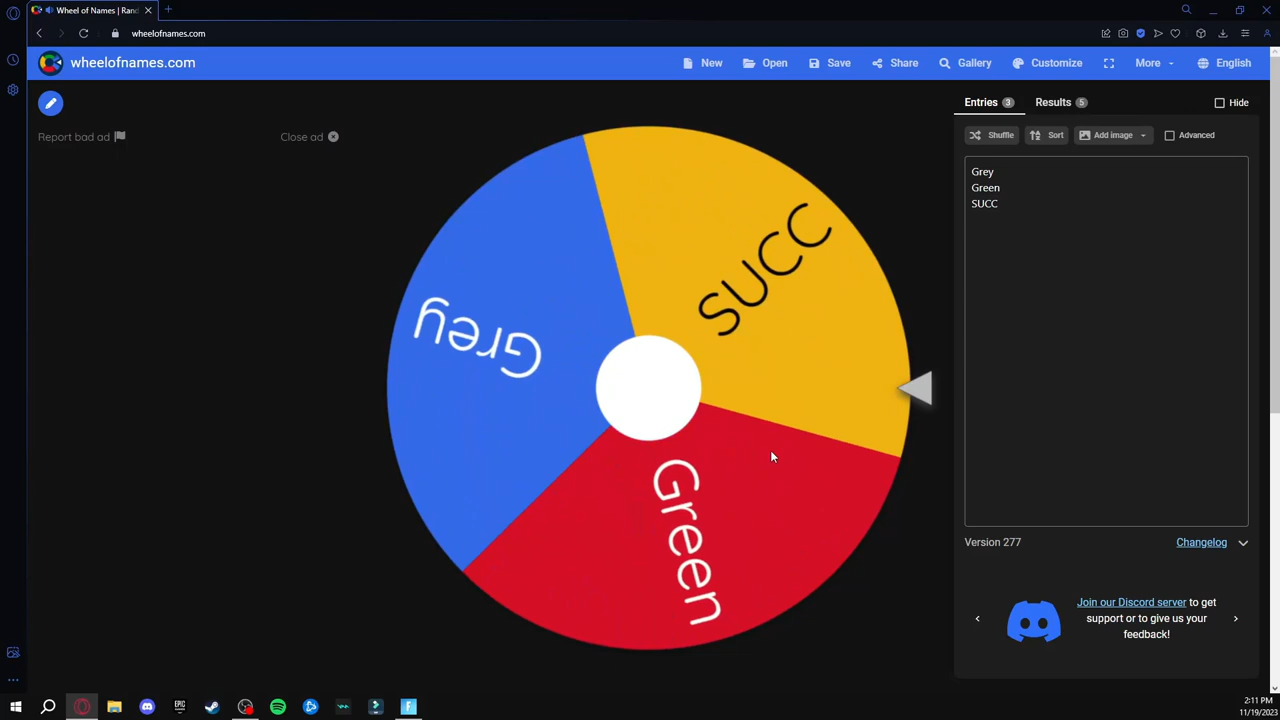 Wheel of Names | Rand
wheelofnames.com
wheelofnames.com
New
Open
Save
Share
Gallery
Customize
More
English
Report bad ad
Close ad
Entries 3
Results 5
Hide
Shuffle
Sort
Add image
Advanced
Grey
Green
SUCC
SUCC
Grey
Green
Version 277
Changelog
Join our Discord server to get
support or to give us your
feedback!
EPIC
2:11 PM
11/19/2023